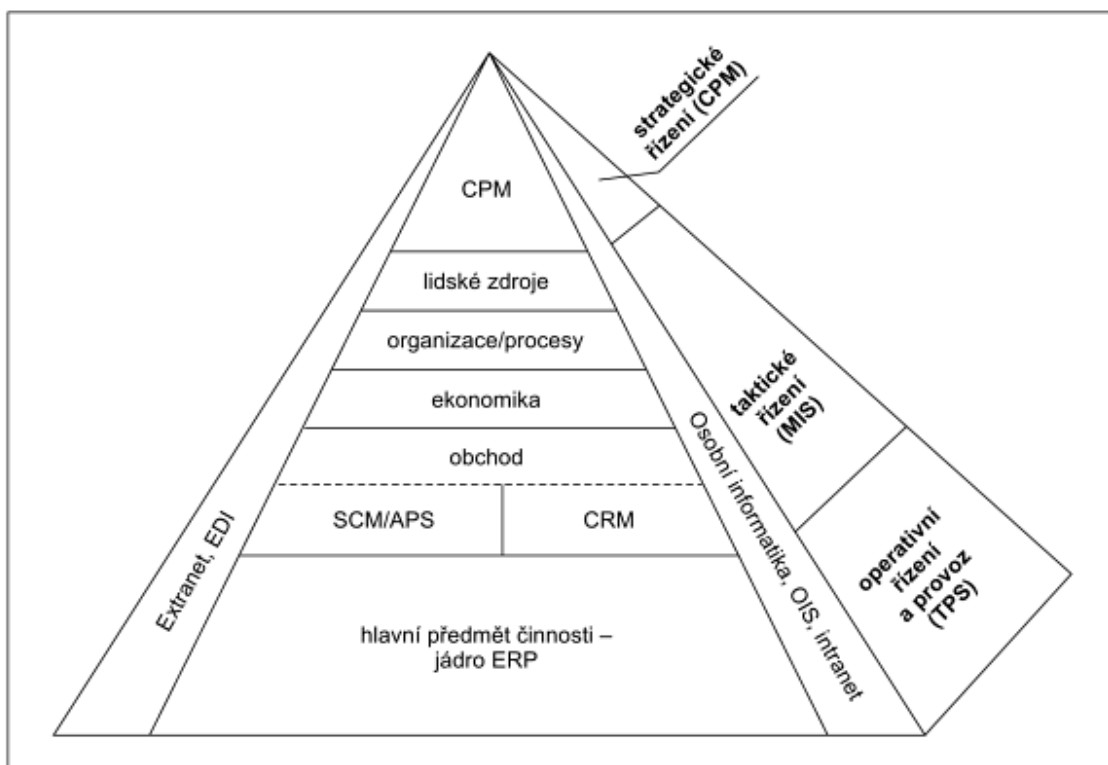 strategické
řízení (CPM)
CPM
lidské zdroje
organizace/procesy
ekonomika
obchod
SCM/APS
CRM
hlavní předmět činnosti –
jádro ERP
Extranet, EDI
Osobní informatika, OIS, intranet
taktické
řízení
(MIS)
operativní
řízení
a provoz
(TPS)